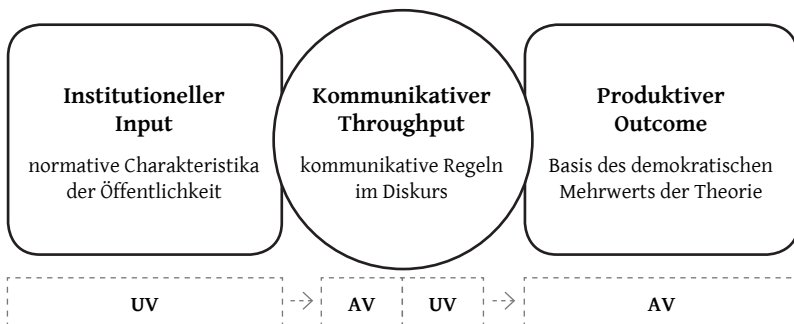 Institutioneller
Input
normative Charakteristika
der Öffentlichkeit
Kommunikativer
Throughput
kommunikative Regeln
im Diskurs
Produktiver
Outcome
Basis des demokratischen
Mehrwerts der Theorie
UV
AV
UV
AV